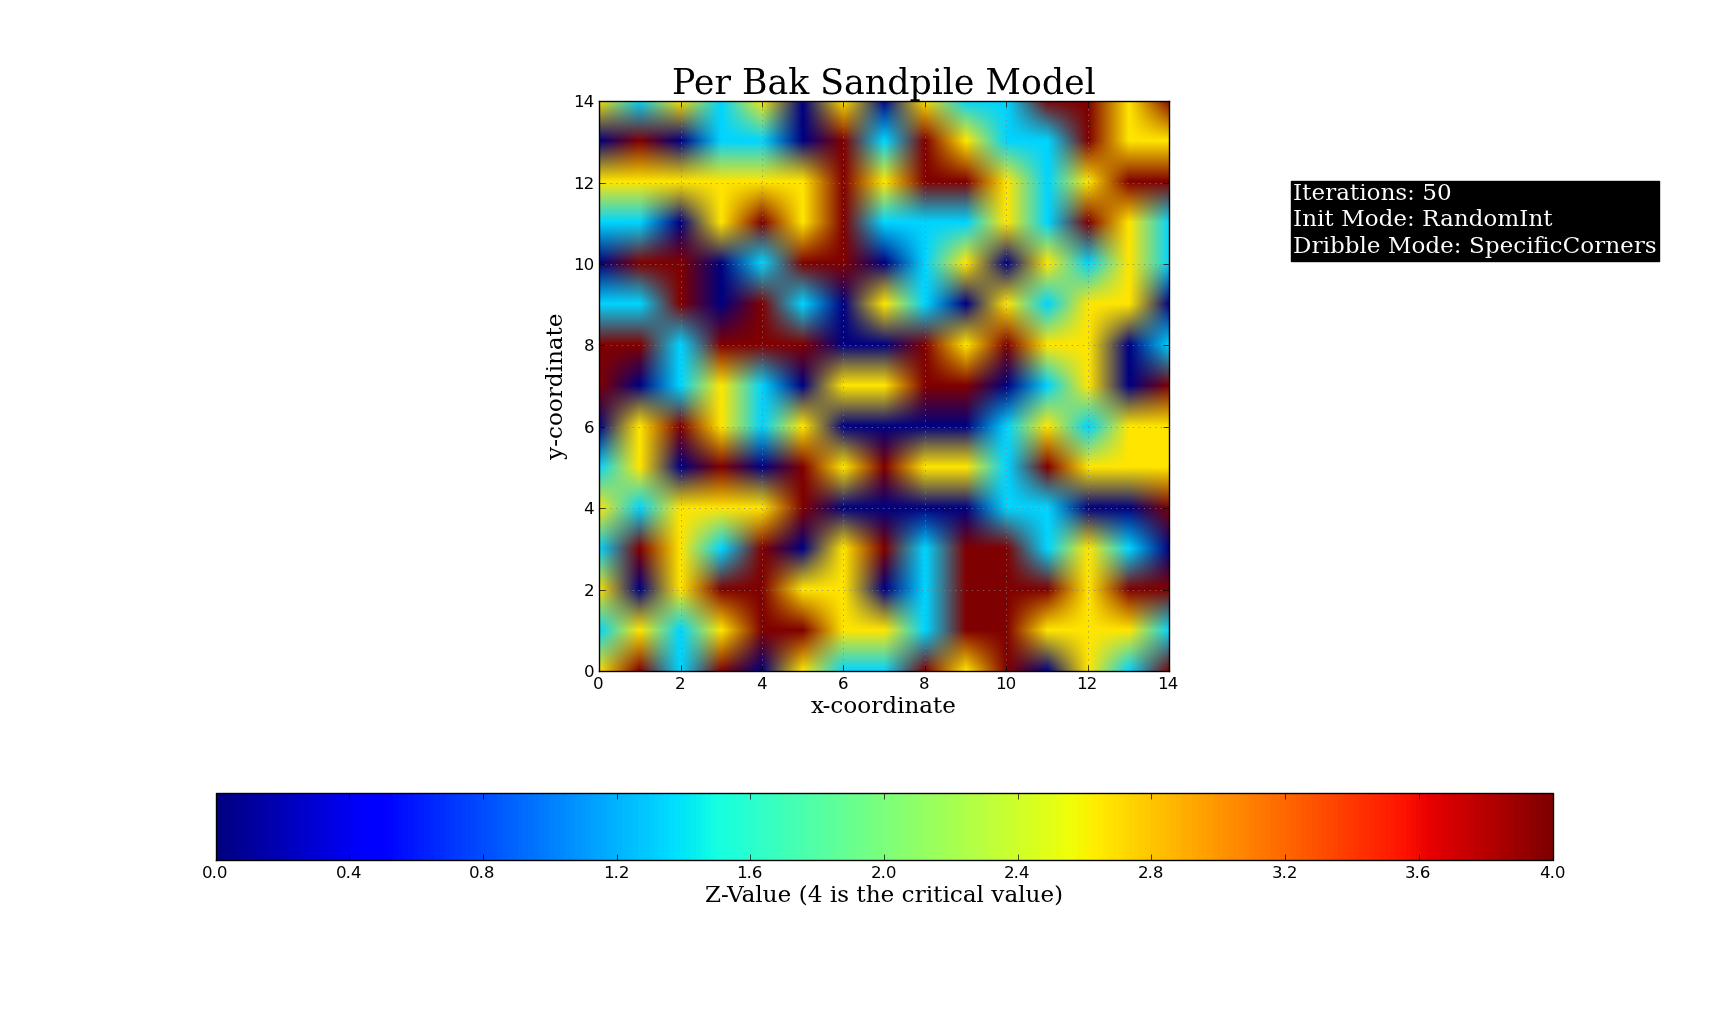 Per Bak Sandpile Model
14
12
10
8
6
4
2
0
y-coordinate
0 2 4 6 8 10 12 14
x-coordinate
Iterations: 50
Init Mode: RandomInt
Dribble Mode: SpecificCorners
0.0 0.4 0.8 1.2 1.6 2.0 2.4 2.8 3.2 3.6 4.0
Z-Value (4 is the critical value)